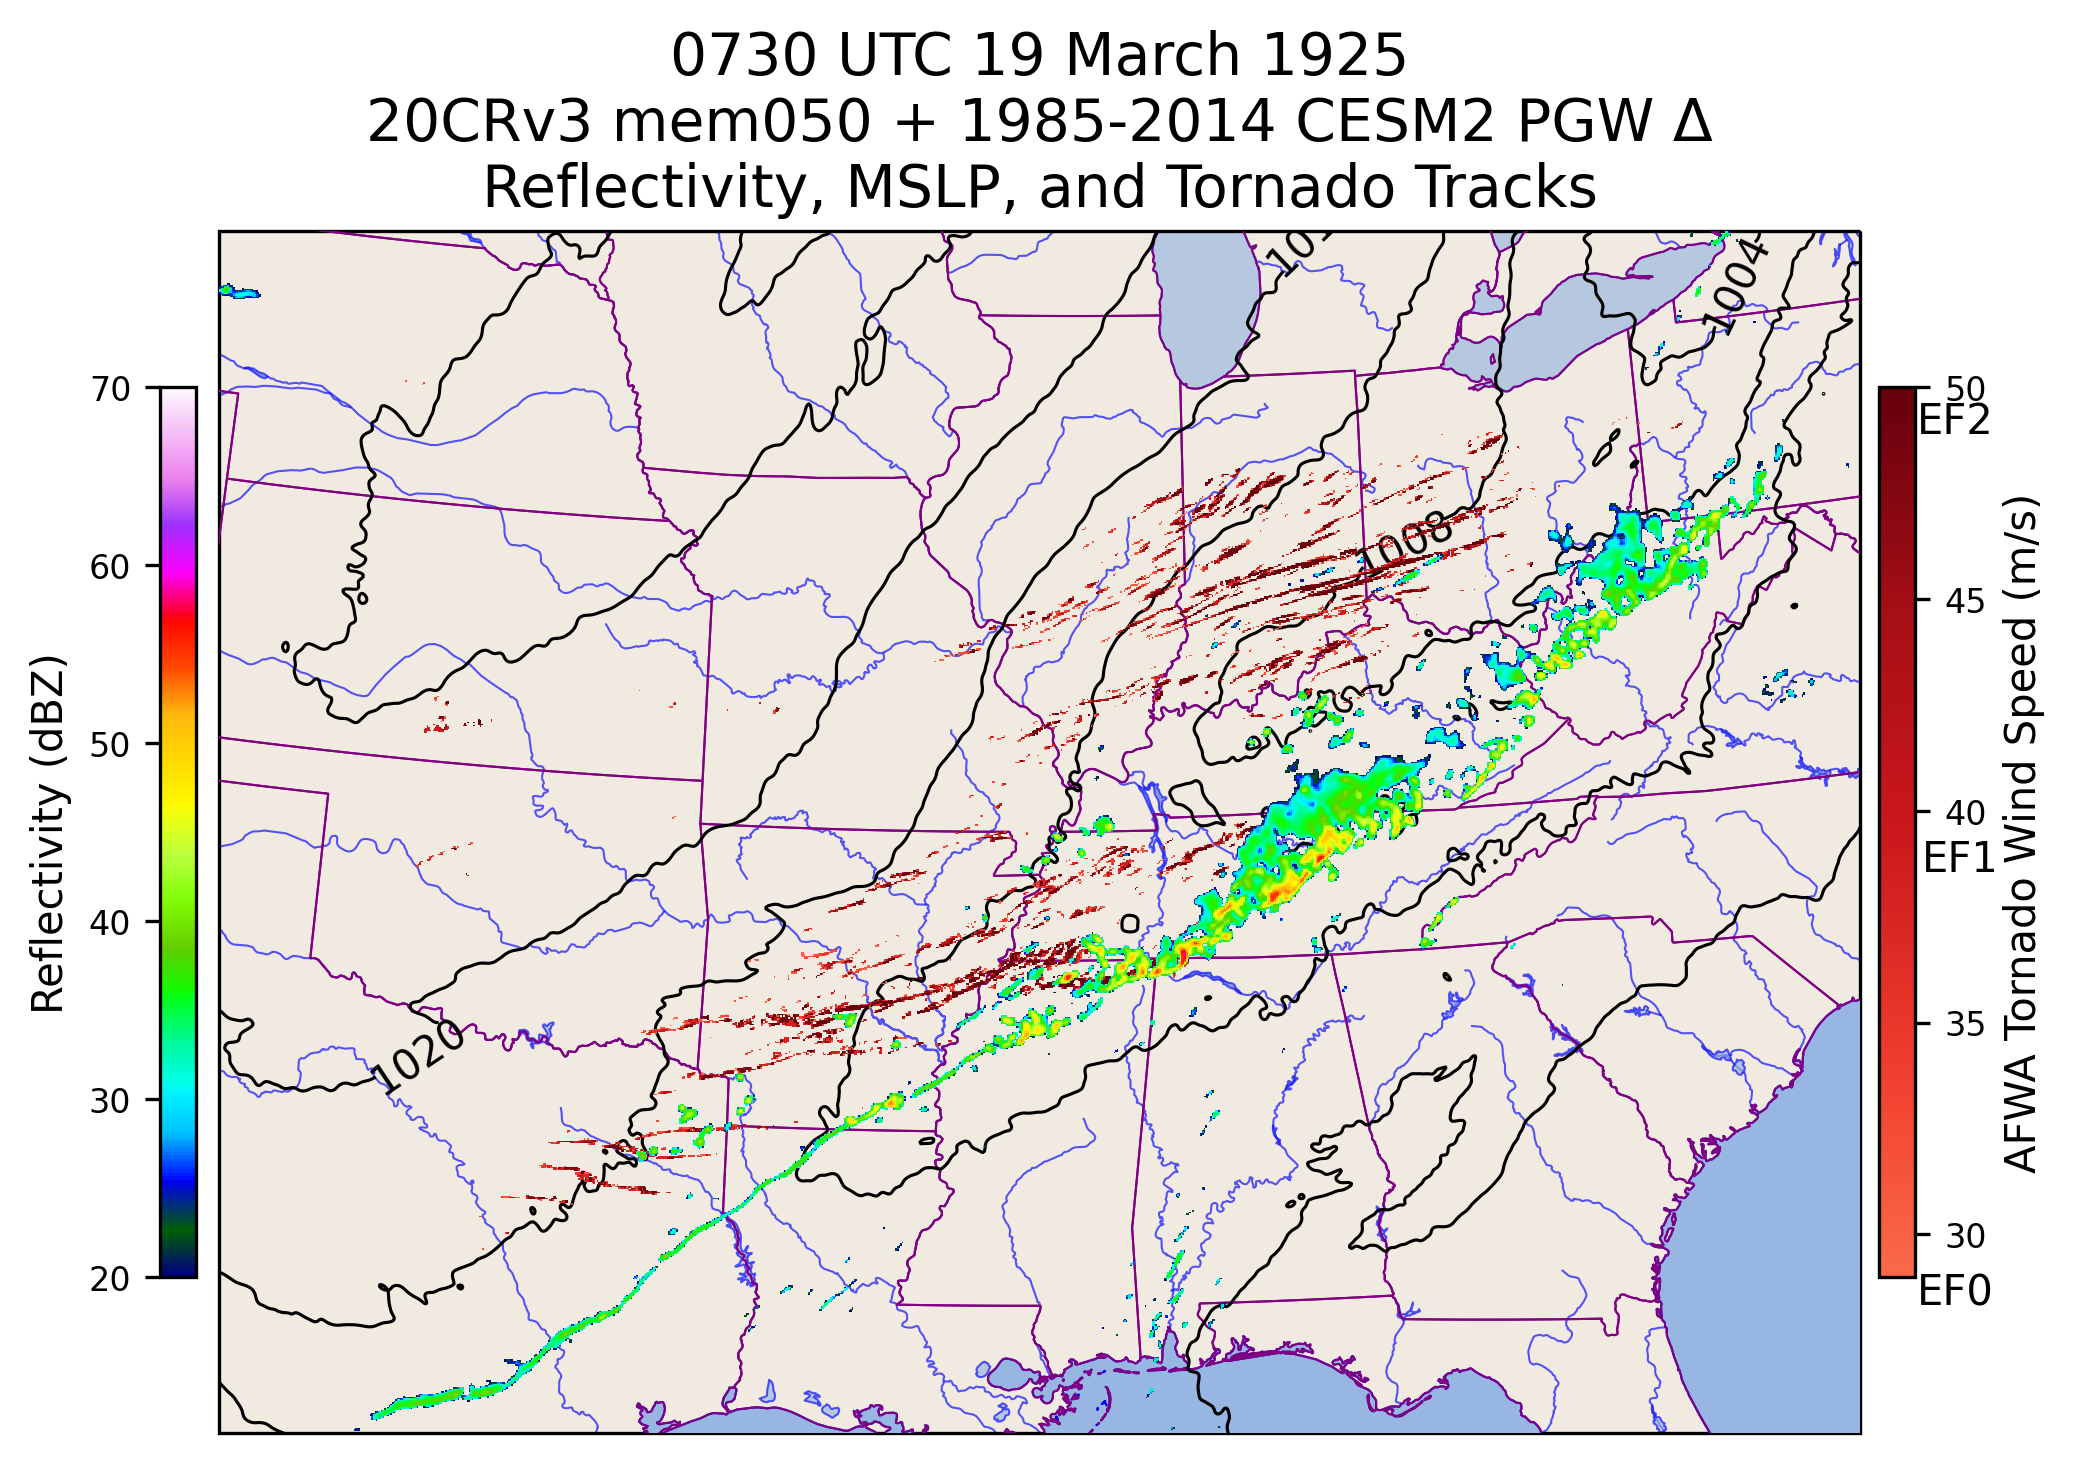 0730 UTC 19 March 1925
20CRv3 mem050 + 1985-2014 CESM2 PGW Δ
Reflectivity, MSLP, and Tornado Tracks
1004
1008
1020
70
60
50
40
30
20
Reflectivity (dBZ)
50
EF2
45
40
EF1
35
30
EF0
AFWA Tornado Wind Speed (m/s)